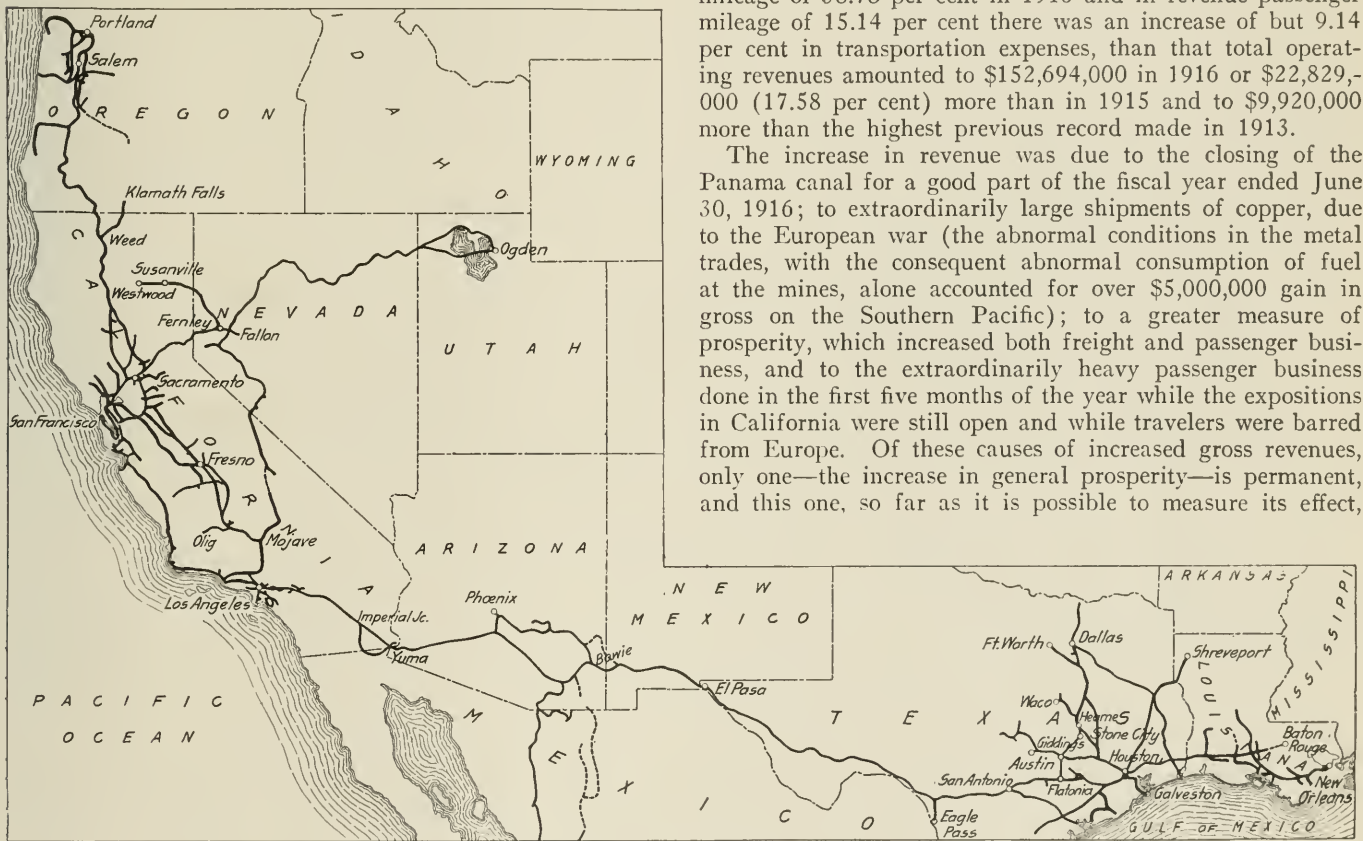 mileage of 15.14 per cent there was an increase of but 9.14
per cent in transportation expenses, than that total operat-
ing revenues amounted to $152,694,000 in 1916 or $22,829,-
000 (17.58 per cent) more than in 1915 and to $9,920,000
more than the highest previous record made in 1913.
The increase in revenue was due to the closing of the
Panama canal for a good part of the fiscal year ended June
30, 1916; to extraordinarily large shipments of copper, due
to the European war (the abnormal conditions in the metal
trades, with the consequent abnormal consumption of fuel
at the mines, alone accounted for over $5,000,000 gain in
gross on the Southern Pacific); to a greater measure of
prosperity, which increased both freight and passenger busi-
ness, and to the extraordinarily heavy passenger business
done in the first five months of the year while the expositions
in California were still open and while travelers were barred
from Europe. Of these causes of increased gross revenues,
only one—the increase in general prosperity—is permanent,
and this one, so far as it is possible to measure its effect,
Portland
Salem
OREGON
IDAHO
WYOMING
Klamath Falls
Weed
Susanville
Westwood
Fernley
Fallon
NEVADA
Ogden
UTAH
CALIFORNIA
Sacramento
San Francisco
Fresno
Olig
Mojave
Los Angeles
ARIZONA
Phœnix
Imperial Jc.
Yuma
Bowie
NEW
MEXICO
El Pasa
PACIFIC
OCEAN
MEXICO
TEXAS
Ft. Worth
Dallas
Waco
Hearnes
Stone City
Giddings
Austin
Houston
San Antonio
Flatonia
Galveston
Eagle
Pass
ARKANSAS
Shreveport
LOUISIANA
MISSISSIPPI
Baton
Rouge
New
Orleans
GULF OF MEXICO